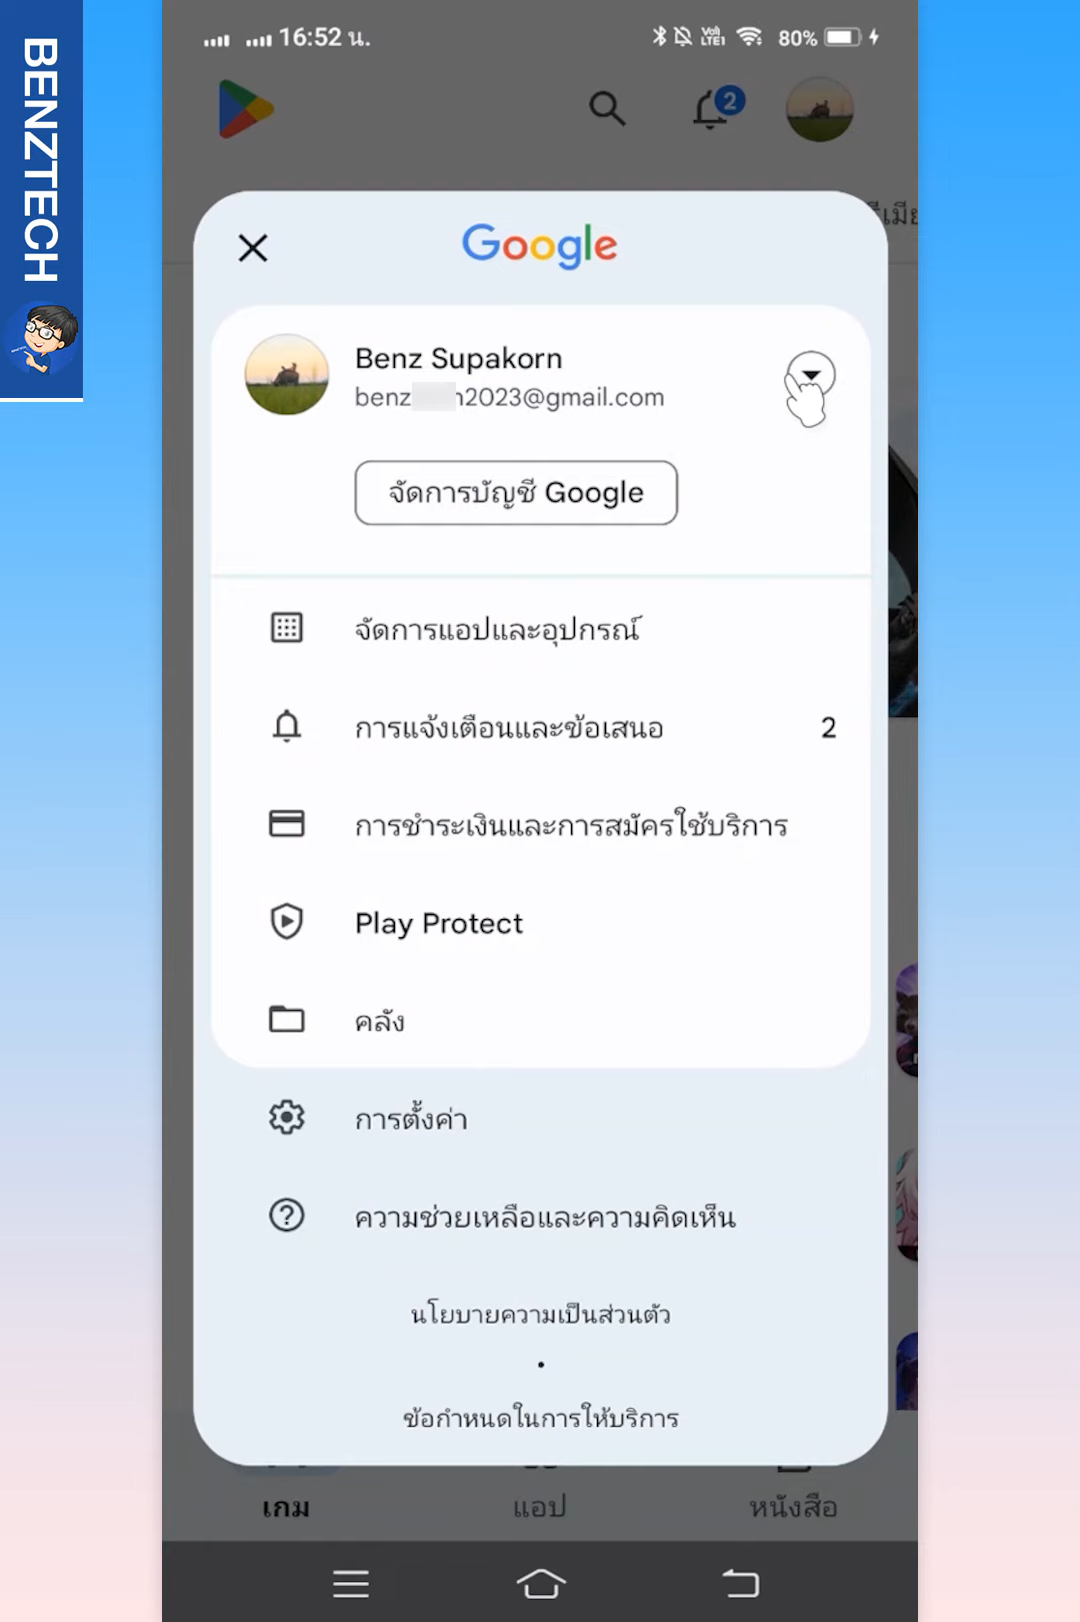 BENZTECH
16:52 น.
80%
2
Google
Benz Supakorn
benz n2023@gmail.com
จัดการบัญชี Google
จัดการแอปและอุปกรณ์
การแจ้งเตือนและข้อเสนอ 2
การชำระเงินและการสมัครใช้บริการ
Play Protect
คลัง
การตั้งค่า
ความช่วยเหลือและความคิดเห็น
นโยบายความเป็นส่วนตัว
•
ข้อกำหนดในการให้บริการ
เกม แอป หนังสือ